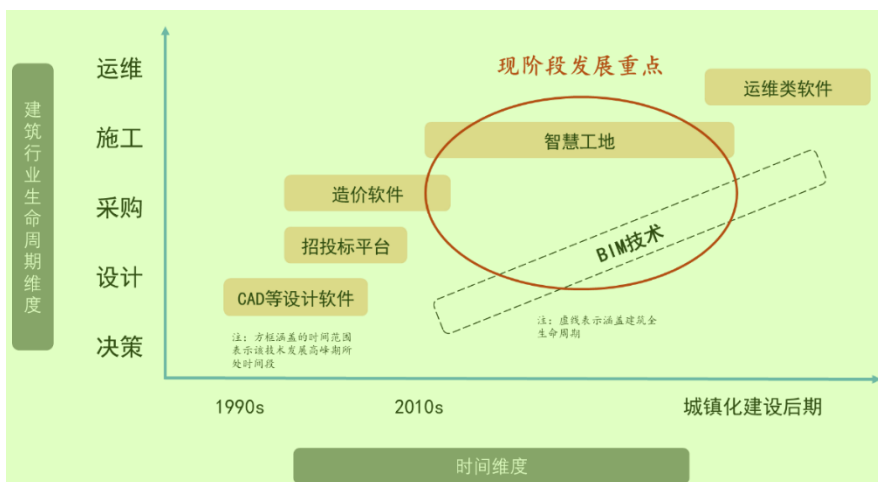 建筑行业生命周期维度
运维
施工
采购
设计
决策
现阶段发展重点
运维类软件
智慧工地
造价软件
招投标平台
BIM技术
CAD等设计软件
注：方框涵盖的时间范围
表示该技术发展高峰期所
处时间段
注：虚线表示涵盖建筑全
生命周期
1990s
2010s
城镇化建设后期
时间维度